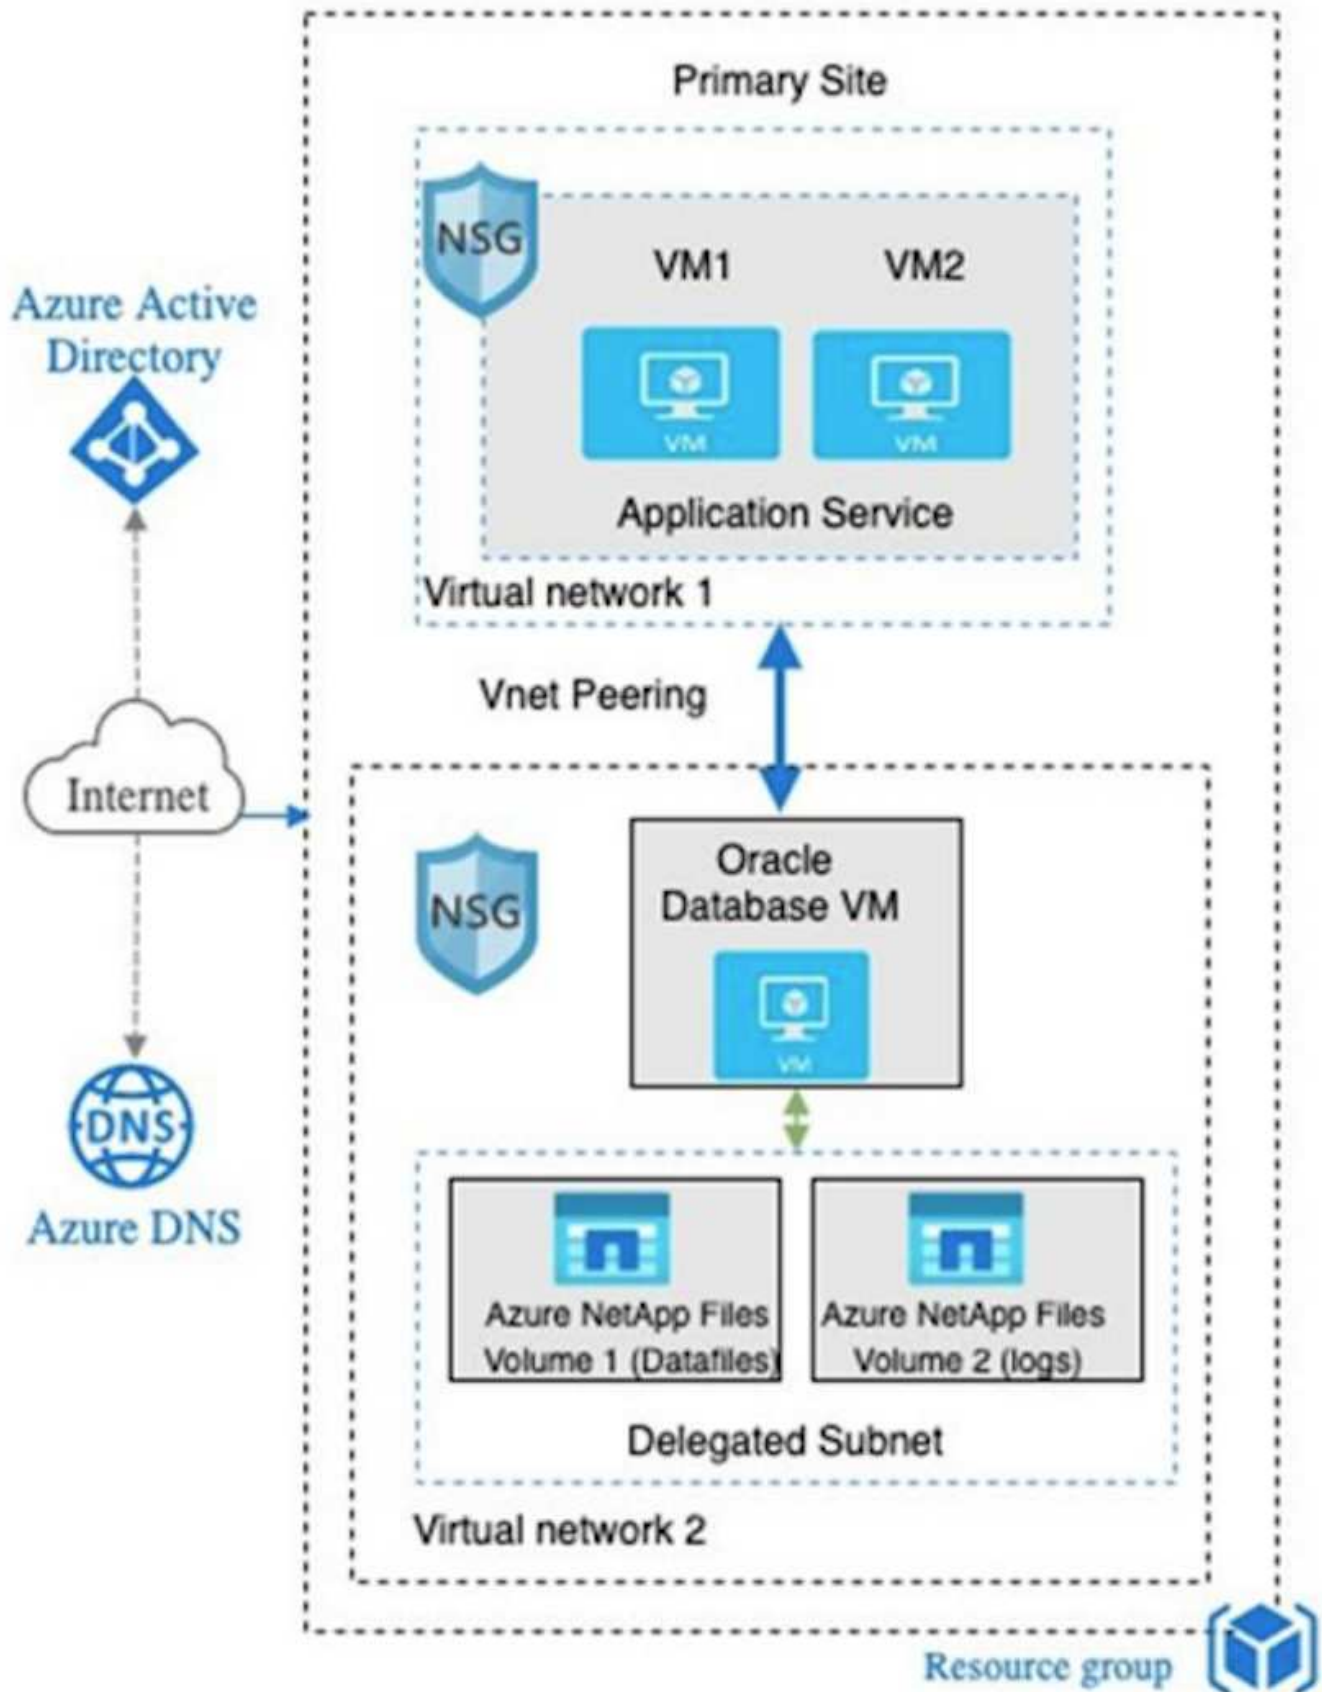 Primary Site
NSG
VM1
VM2
VM
VM
Application Service
Virtual network 1
Azure Active
Directory
Vnet Peering
Internet
NSG
Oracle
Database VM
VM
DNS
Azure DNS
Azure NetApp Files
Volume 1 (Datafiles)
Azure NetApp Files
Volume 2 (logs)
Delegated Subnet
Virtual network 2
Resource group